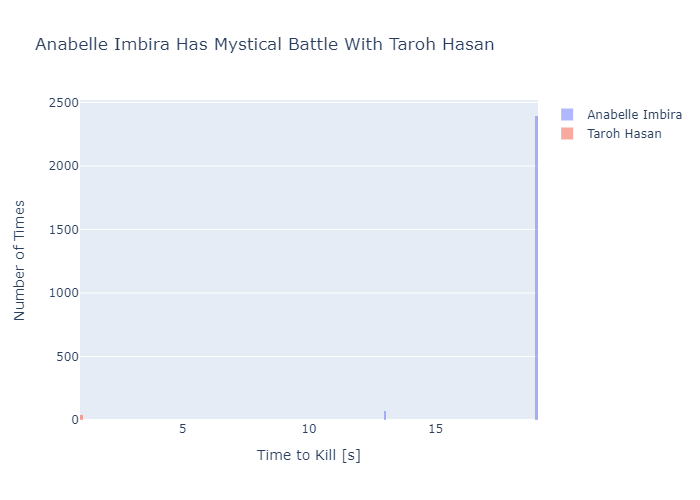 Anabelle Imbira Has Mystical Battle With Taroh Hasan
2500
2000
1500
1000
500
0
5
10
15
Number of Times
Time to Kill [s]
Anabelle Imbira
Taroh Hasan